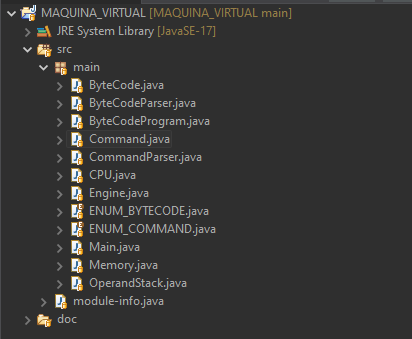 MAQUINA_VIRTUAL [MAQUINA_VIRTUAL main]
JRE System Library [JavaSE-17]
src
main
ByteCode.java
ByteCodeParser.java
ByteCodeProgram.java
Command.java
CommandParser.java
CPU.java
Engine.java
ENUM_BYTECODE.java
ENUM_COMMAND.java
Main.java
Memory.java
OperandStack.java
module-info.java
doc